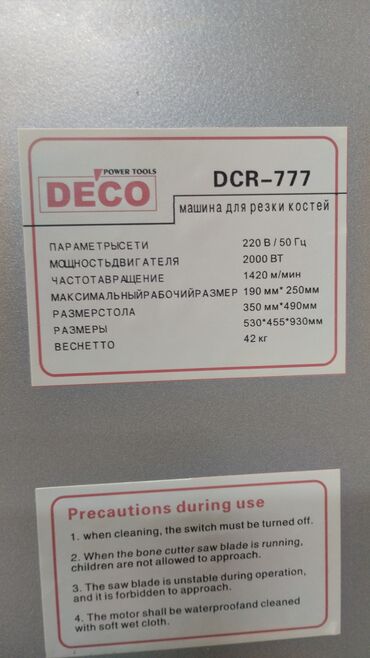 POWER TOOLS
DECO
DCR-777
машина для резки костей
ПАРАМЕТРЫСЕТИ 220 В / 50 Гц
МОЩНОСТЬДВИГАТЕЛЯ 2000 ВТ
ЧАСТОТАВРАЩЕНИЕ 1420 м/мин
МАКСИМАЛЬНЫЙРАБОЧИЙРАЗМЕР 190 мм* 250мм
РАЗМЕРСТОЛА 350 мм*490мм
РАЗМЕРЫ 530*455*930мм
ВЕСНЕТТО 42 кг
Precautions during use
1. when cleaning, the switch must be turned off.
2. When the bone cutter saw blade is running,
children are not allowed to approach.
3. The saw blade is unstable during operation,
and it is forbidden to approach.
4. The motor shall be waterproofand cleaned
with soft wet cloth.